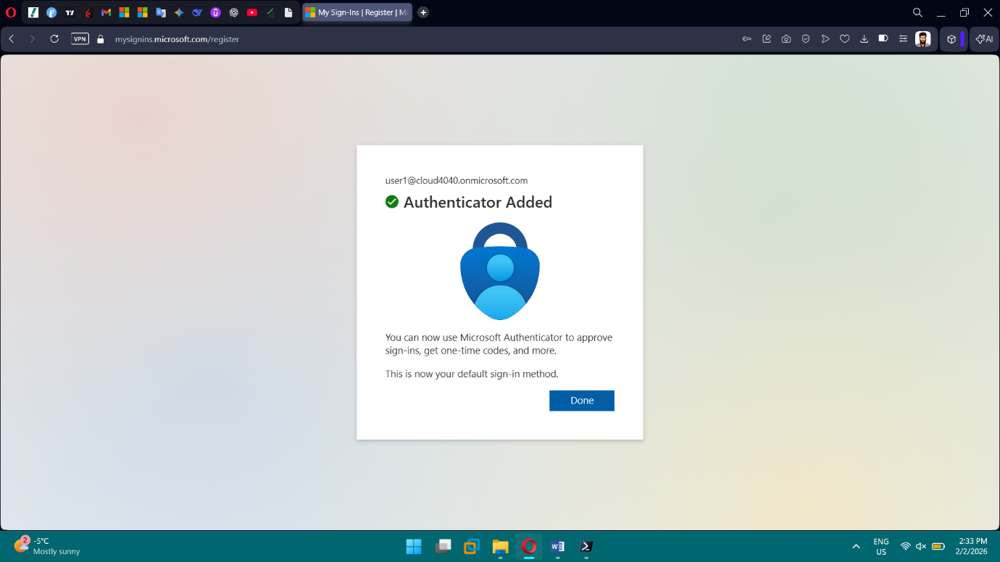 My Sign-Ins | Register | Mi
VPN
mysignins.microsoft.com/register
AI
user1@cloud4040.onmicrosoft.com
Authenticator Added
You can now use Microsoft Authenticator to approve
sign-ins, get one-time codes, and more.
This is now your default sign-in method.
Done
2
-5°C
Mostly sunny
ENG
US
2:33 PM
2/2/2026